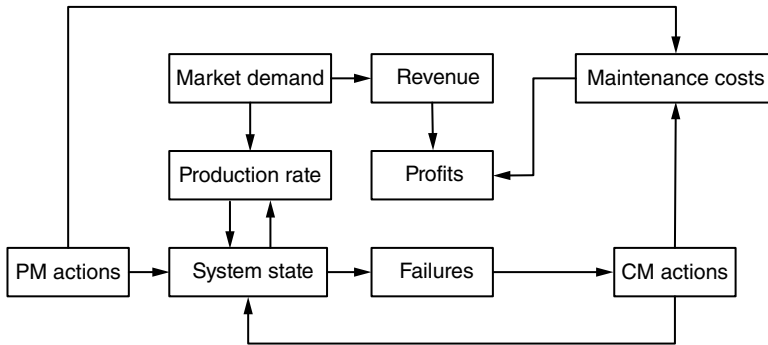 Market demand
Revenue
Maintenance costs
Production rate
Profits
PM actions
System state
Failures
CM actions